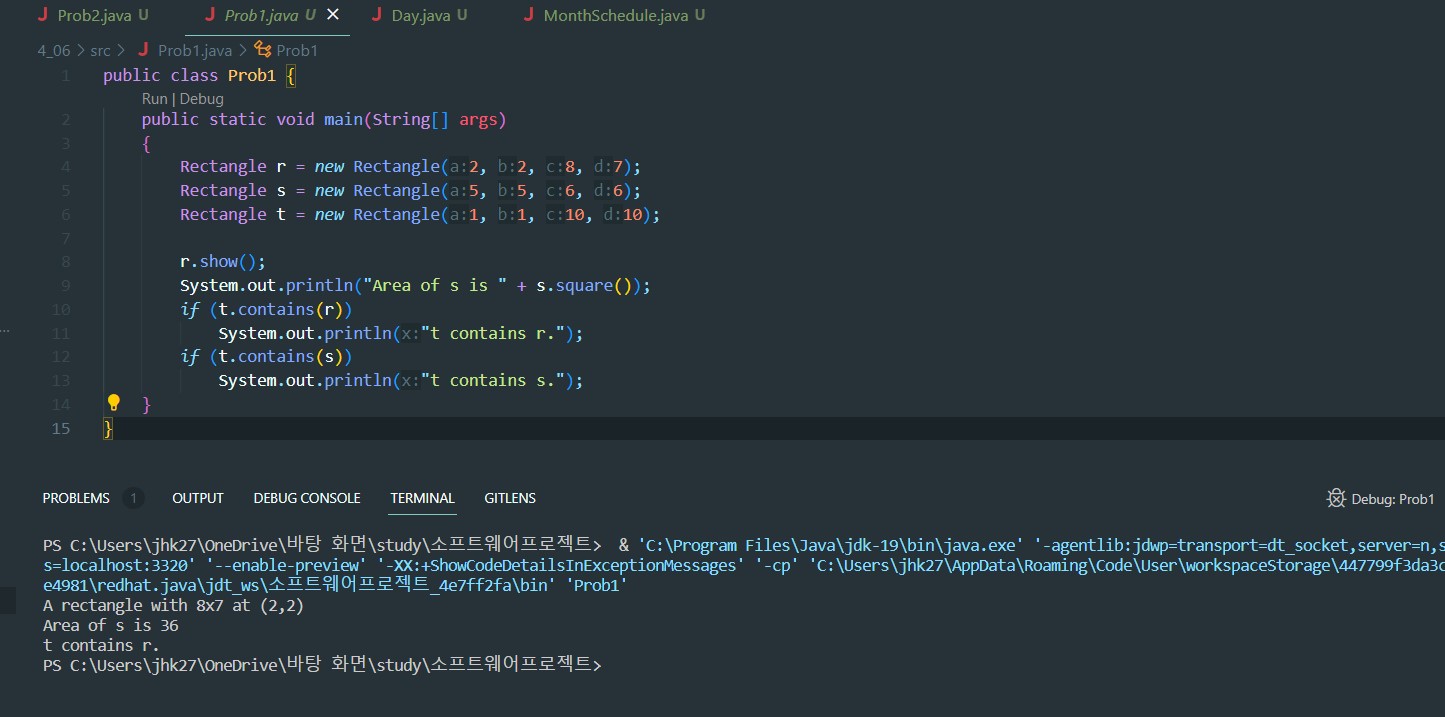 Prob2.java U Prob1.java U Day.java U MonthSchedule.java U
4_06 > src > Prob1.java > Prob1
1 public class Prob1 {
Run | Debug
2 public static void main(String[] args)
3 {
4 Rectangle r = new Rectangle(a:2, b:2, c:8, d:7);
5 Rectangle s = new Rectangle(a:5, b:5, c:6, d:6);
6 Rectangle t = new Rectangle(a:1, b:1, c:10, d:10);
7
8 r.show();
9 System.out.println("Area of s is " + s.square());
10 if (t.contains(r))
11 System.out.println(x:"t contains r.");
12 if (t.contains(s))
13 System.out.println(x:"t contains s.");
14 }
15 }
PROBLEMS 1 OUTPUT DEBUG CONSOLE TERMINAL GITLENS Debug: Prob1
PS C:\Users\jhk27\OneDrive\바탕 화면\study\소프트웨어프로젝트> & 'C:\Program Files\Java\jdk-19\bin\java.exe' '-agentlib:jdwp=transport=dt_socket,server=n,s
s=localhost:3320' '--enable-preview' '-XX:+ShowCodeDetailsInExceptionMessages' '-cp' 'C:\Users\jhk27\AppData\Roaming\Code\User\workspaceStorage\447799f3da3c
e4981\redhat.java\jdt_ws\소프트웨어프로젝트_4e7ff2fa\bin' 'Prob1'
A rectangle with 8x7 at (2,2)
Area of s is 36
t contains r.
PS C:\Users\jhk27\OneDrive\바탕 화면\study\소프트웨어프로젝트>